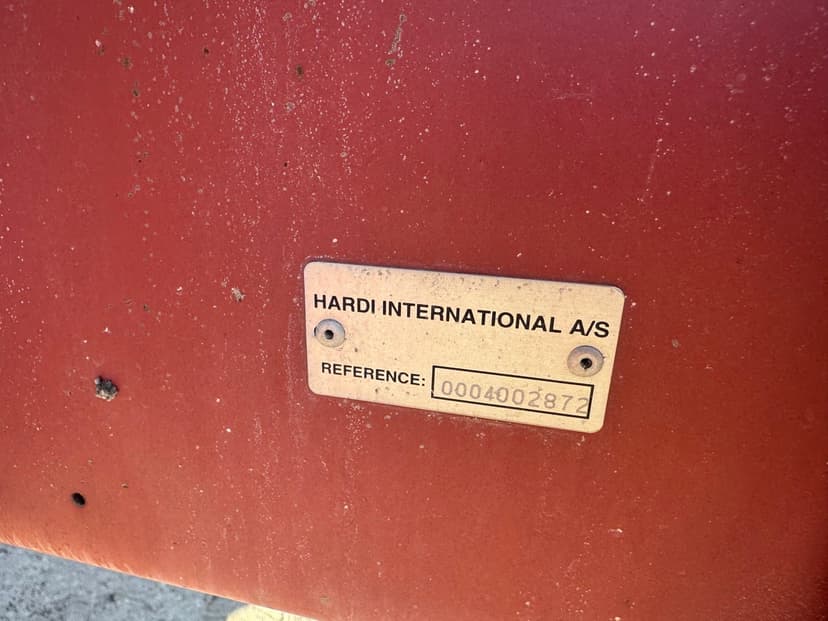 HARDI INTERNATIONAL A/S
REFERENCE: 0004002872